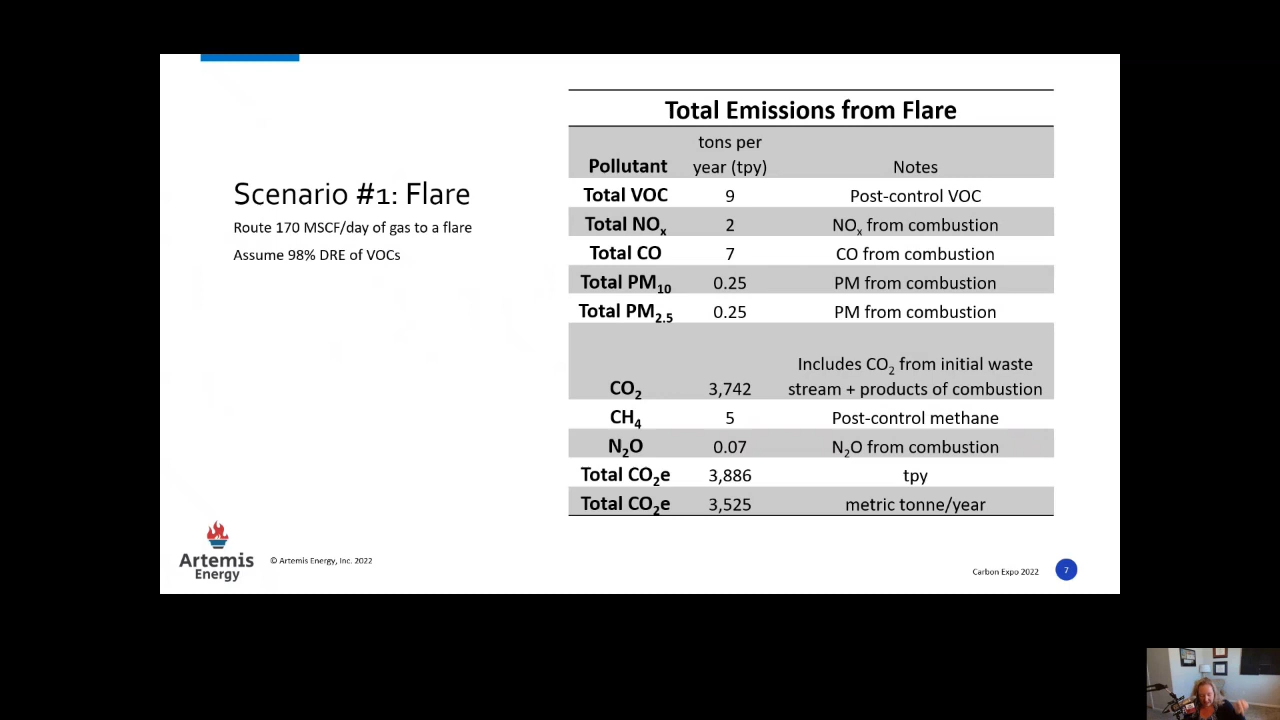 Scenario #1: Flare
Route 170 MSCF/day of gas to a flare
Assume 98% DRE of VOCs
Total Emissions from Flare
Pollutant tons per year (tpy) Notes
Total VOC 9 Post-control VOC
Total NOₓ 2 NOₓ from combustion
Total CO 7 CO from combustion
Total PM₁₀ 0.25 PM from combustion
Total PM₂.₅ 0.25 PM from combustion
CO₂ 3,742 Includes CO₂ from initial waste stream + products of combustion
CH₄ 5 Post-control methane
N₂O 0.07 N₂O from combustion
Total CO₂e 3,886 tpy
Total CO₂e 3,525 metric tonne/year
Artemis
Energy
© Artemis Energy, Inc. 2022
Carbon Expo 2022
7